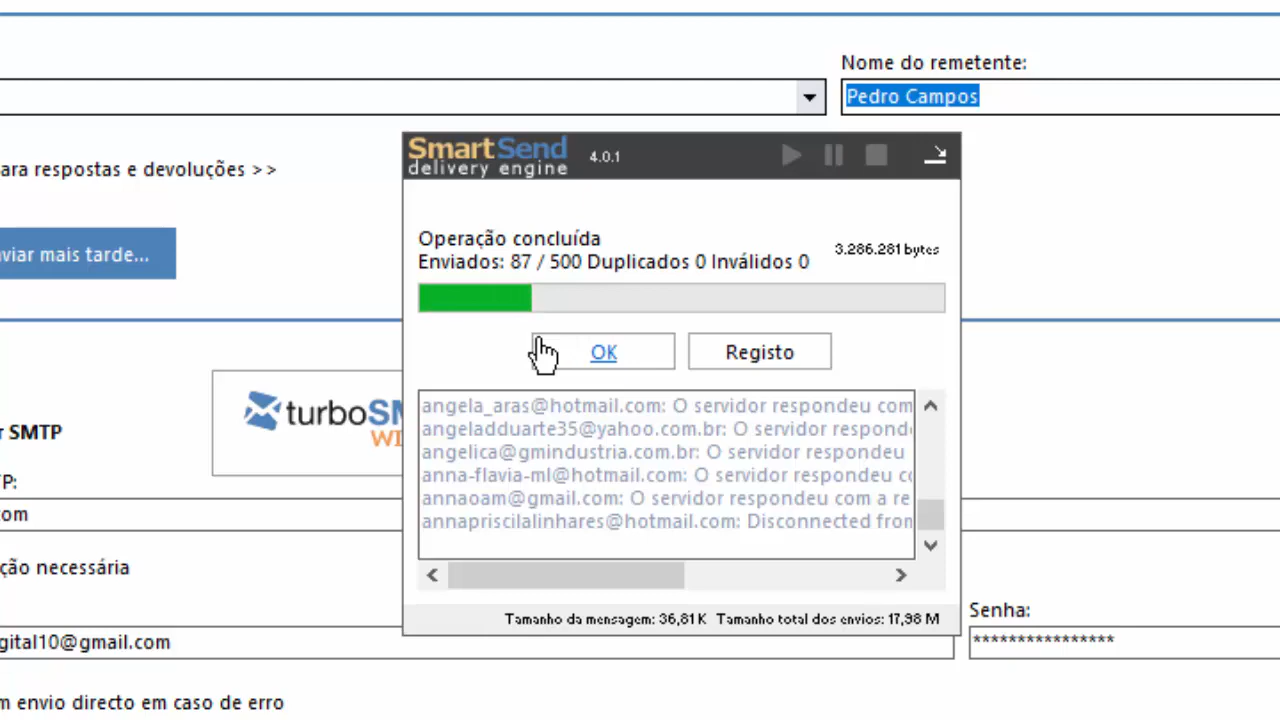 Nome do remetente:
Pedro Campos
ara respostas e devoluções >>
viar mais tarde...
SmartSend
delivery engine
4.0.1
Operação concluída
3.286.281 bytes
Enviados: 87 / 500 Duplicados 0 Inválidos 0
OK
Registo
turboSM
WI
angela_aras@hotmail.com: O servidor respondeu com
angeladduarte35@yahoo.com.br: O servidor responde
angelica@gmindustria.com.br: O servidor respondeu
anna-flavia-ml@hotmail.com: O servidor respondeu co
annaoam@gmail.com: O servidor respondeu com a re
annapriscilalinhares@hotmail.com: Disconnected from
r SMTP
P:
om
ção necessária
Tamanho da mensagem: 36,81 K Tamanho total dos envios: 17,98 M
Senha:
gital10@gmail.com
****************
m envio directo em caso de erro